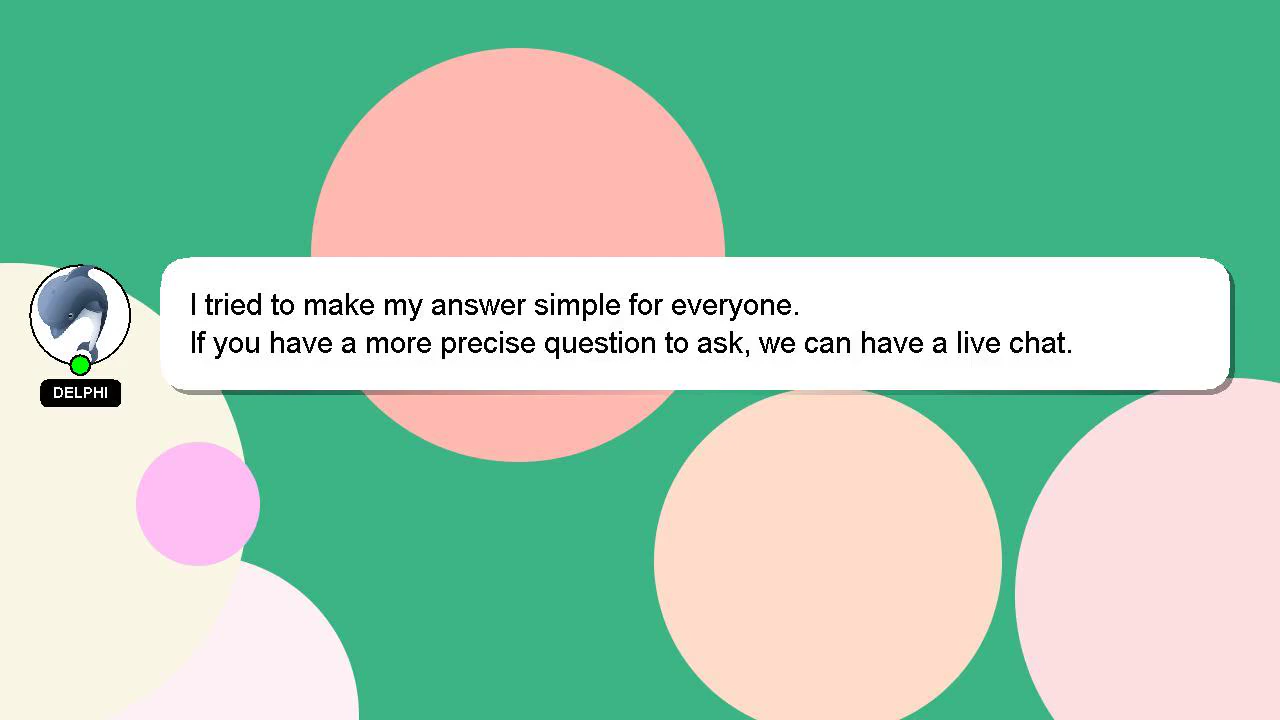 I tried to make my answer simple for everyone.
If you have a more precise question to ask, we can have a live chat.
DELPHI